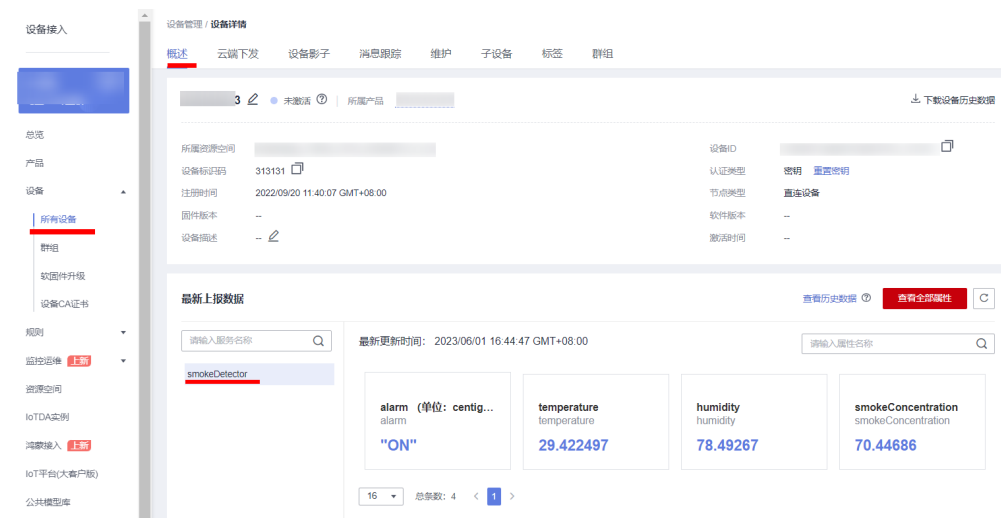 设备接入
总览
产品
设备
所有设备
群组
软固件升级
设备CA证书
规则
监控运维 上新
资源空间
IoTDA实例
鸿蒙接入 上新
IoT平台(大客户版)
公共模型库
设备管理 / 设备详情
概述 云端下发 设备影子 消息跟踪 维护 子设备 标签 群组
3 未激活 所属产品 下载设备历史数据
所属资源空间 设备ID
设备标识码 313131 认证类型 密钥 重置密钥
注册时间 2022/09/20 11:40:07 GMT+08:00 节点类型 直连设备
固件版本 -- 软件版本 --
设备描述 -- 激活时间 --
最新上报数据 查看历史数据 查看全部属性
请输入服务名称 最新更新时间： 2023/06/01 16:44:47 GMT+08:00 请输入属性名称
smokeDetector
alarm （单位：centig... temperature humidity smokeConcentration
alarm temperature humidity smokeConcentration
"ON" 29.422497 78.49267 70.44686
16 总条数：4 < 1 >